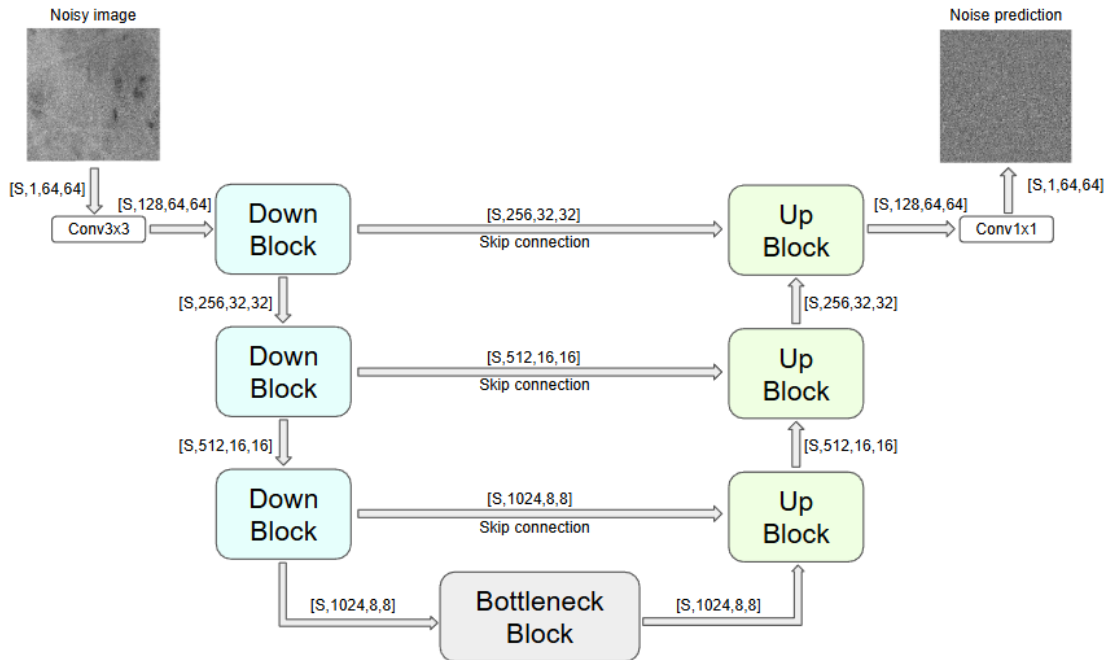 Noisy image
Noise prediction
[S,1,64,64]
[S,1,64,64]
[S,128,64,64]
[S,256,32,32]
[S,128,64,64]
Conv3x3
Down
Block
Skip connection
Up
Block
Conv1x1
[S,256,32,32]
[S,256,32,32]
Down
Block
[S,512,16,16]
Skip connection
Up
Block
[S,512,16,16]
[S,512,16,16]
Down
Block
[S,1024,8,8]
Skip connection
Up
Block
[S,1024,8,8]
Bottleneck
Block
[S,1024,8,8]